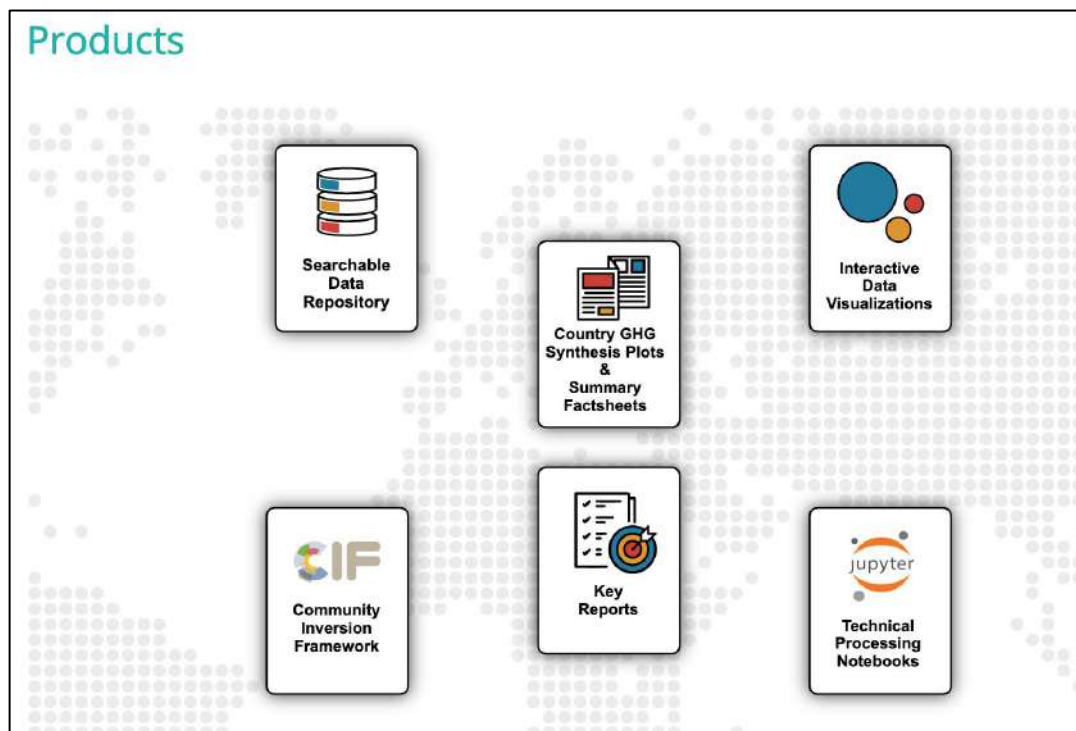 Products
Searchable
Data
Repository
Interactive
Data
Visualizations
Country GHG
Synthesis Plots
&
Summary
Factsheets
CIF
Community
Inversion
Framework
Key
Reports
jupyter
Technical
Processing
Notebooks